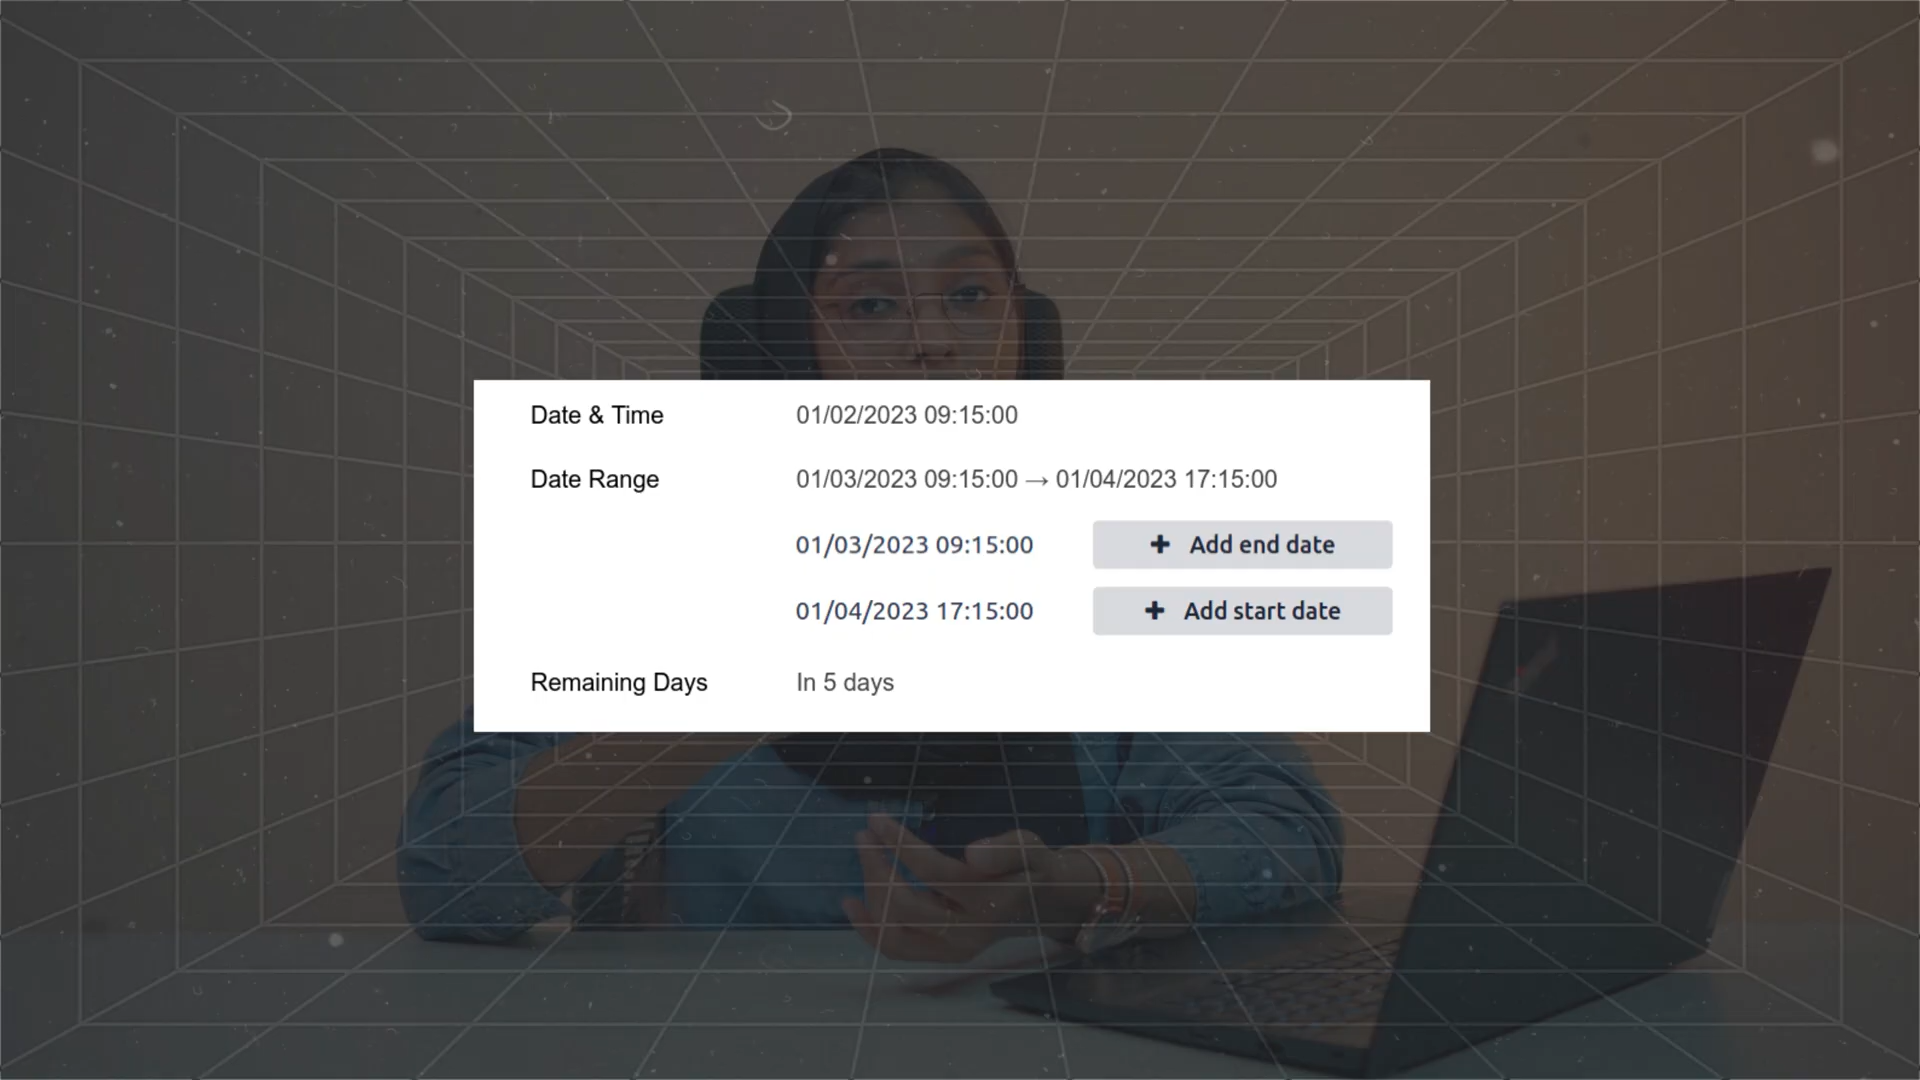 Date & Time 01/02/2023 09:15:00
Date Range 01/03/2023 09:15:00 → 01/04/2023 17:15:00
01/03/2023 09:15:00 + Add end date
01/04/2023 17:15:00 + Add start date
Remaining Days In 5 days